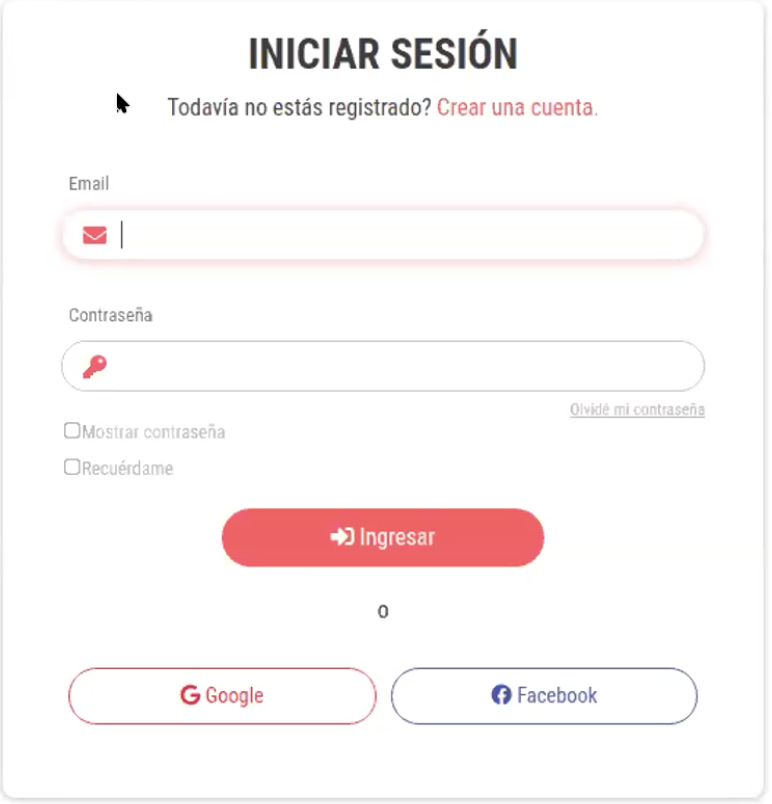 INICIAR SESIÓN
Todavía no estás registrado? Crear una cuenta.
Email
Contraseña
Olvidé mi contraseña
Mostrar contraseña
Recuérdame
Ingresar
o
Google
Facebook